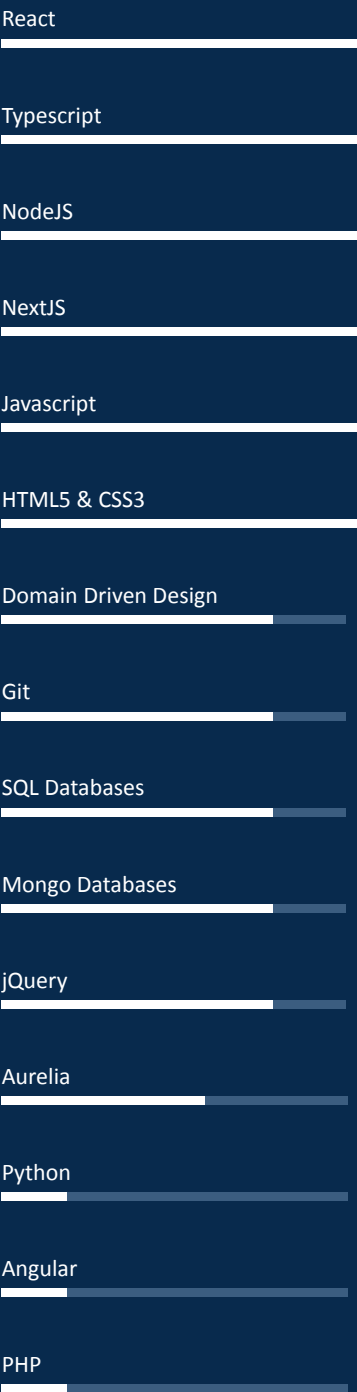 React
Typescript
NodeJS
NextJS
Javascript
HTML5 & CSS3
Domain Driven Design
Git
SQL Databases
Mongo Databases
jQuery
Aurelia
Python
Angular
PHP